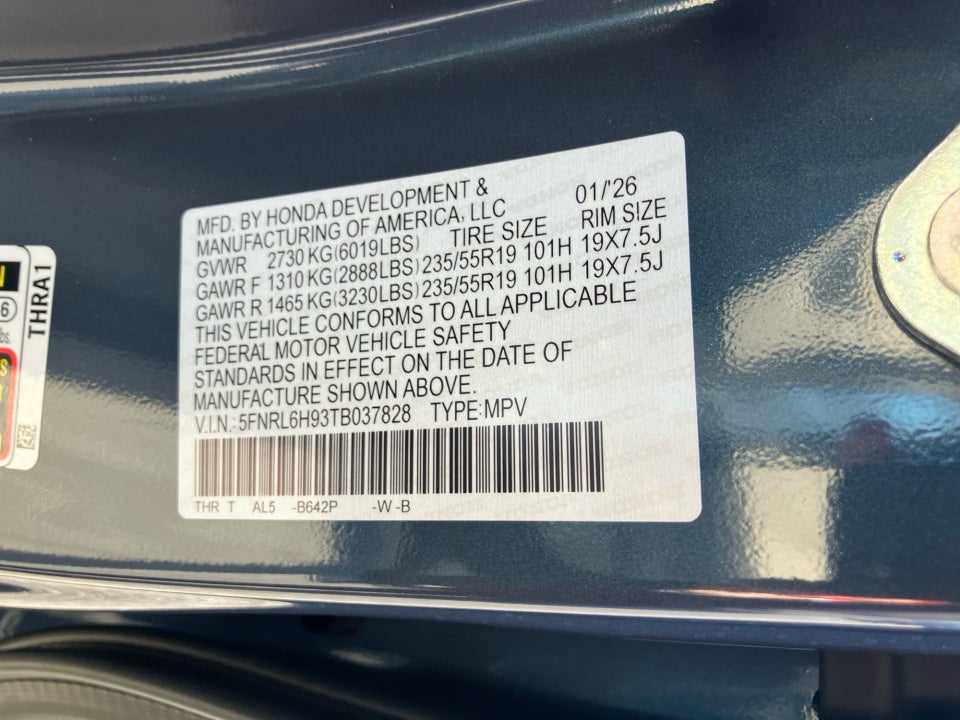 MFD. BY HONDA DEVELOPMENT & 01/'26
MANUFACTURING OF AMERICA, LLC
GVWR 2730 KG(6019LBS) TIRE SIZE RIM SIZE
GAWR F 1310 KG(2888LBS) 235/55R19 101H 19X7.5J
GAWR R 1465 KG(3230LBS) 235/55R19 101H 19X7.5J
THIS VEHICLE CONFORMS TO ALL APPLICABLE
FEDERAL MOTOR VEHICLE SAFETY
STANDARDS IN EFFECT ON THE DATE OF
MANUFACTURE SHOWN ABOVE.
V.I.N.: 5FNRL6H93TB037828 TYPE: MPV
THR T AL5 -B642P -W -B
THRA1